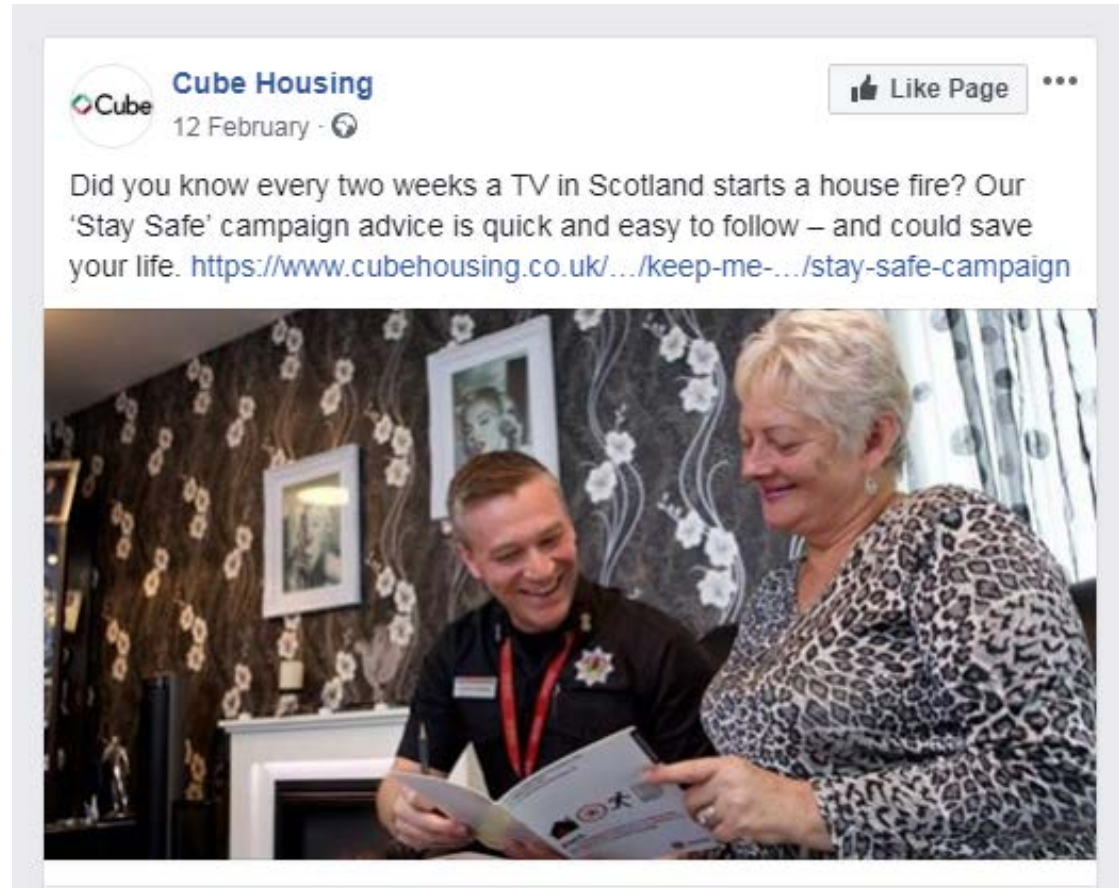 Cube
Cube Housing
12 February ·
Like Page
Did you know every two weeks a TV in Scotland starts a house fire? Our
‘Stay Safe’ campaign advice is quick and easy to follow – and could save
your life. https://www.cubehousing.co.uk/…/keep-me-…/stay-safe-campaign